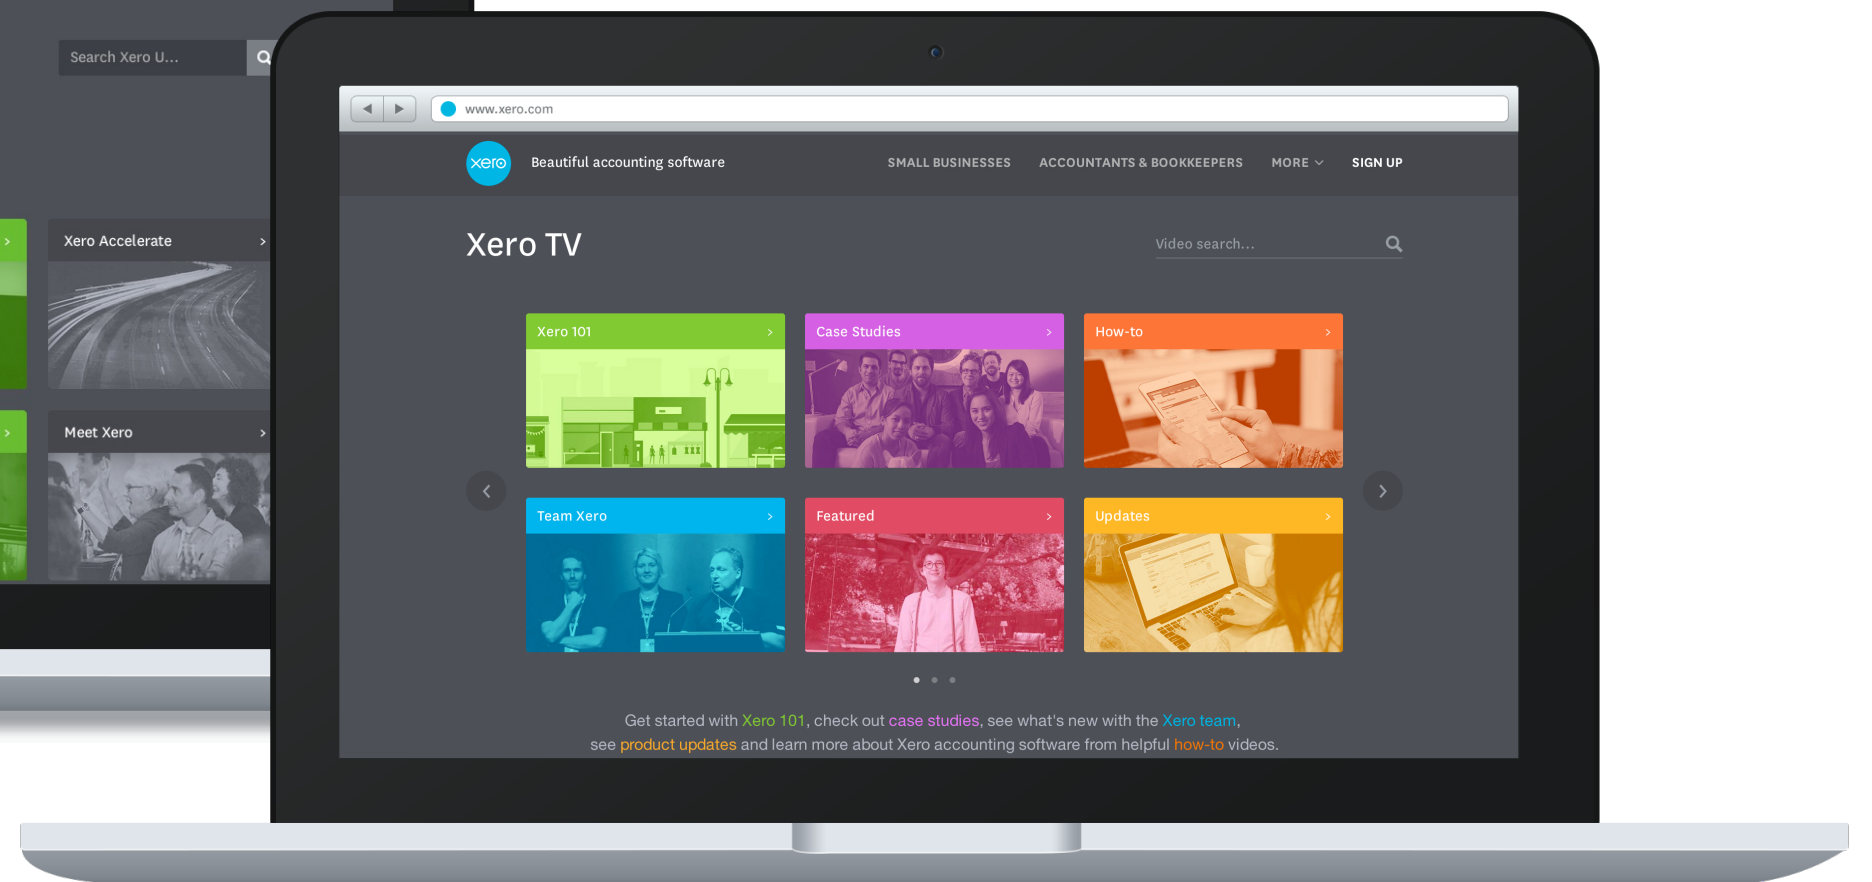 Search Xero U...
Xero Accelerate
Meet Xero
www.xero.com
xero
Beautiful accounting software
SMALL BUSINESSES
ACCOUNTANTS & BOOKKEEPERS
MORE
SIGN UP
Xero TV
Video search...
Xero 101
Case Studies
How-to
Team Xero
Featured
Updates
Get started with Xero 101, check out case studies, see what's new with the Xero team,
see product updates and learn more about Xero accounting software from helpful how-to videos.